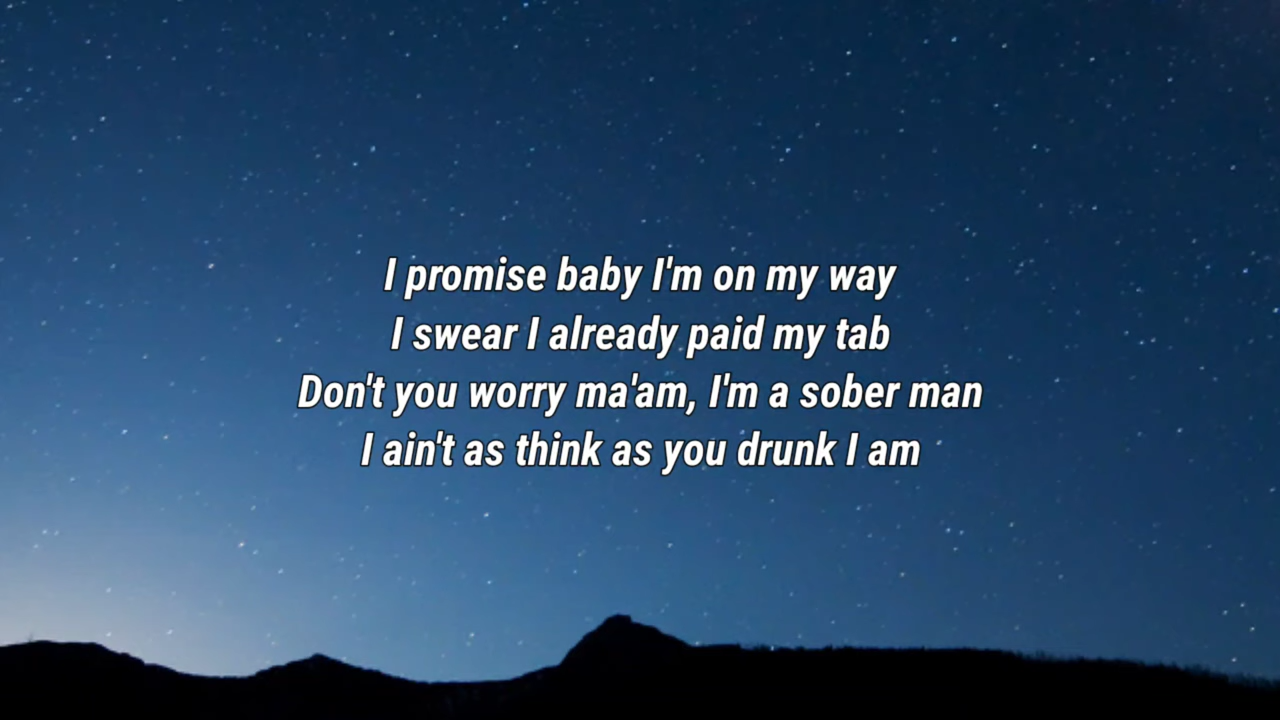 I promise baby I'm on my way
I swear I already paid my tab
Don't you worry ma'am, I'm a sober man
I ain't as think as you drunk I am